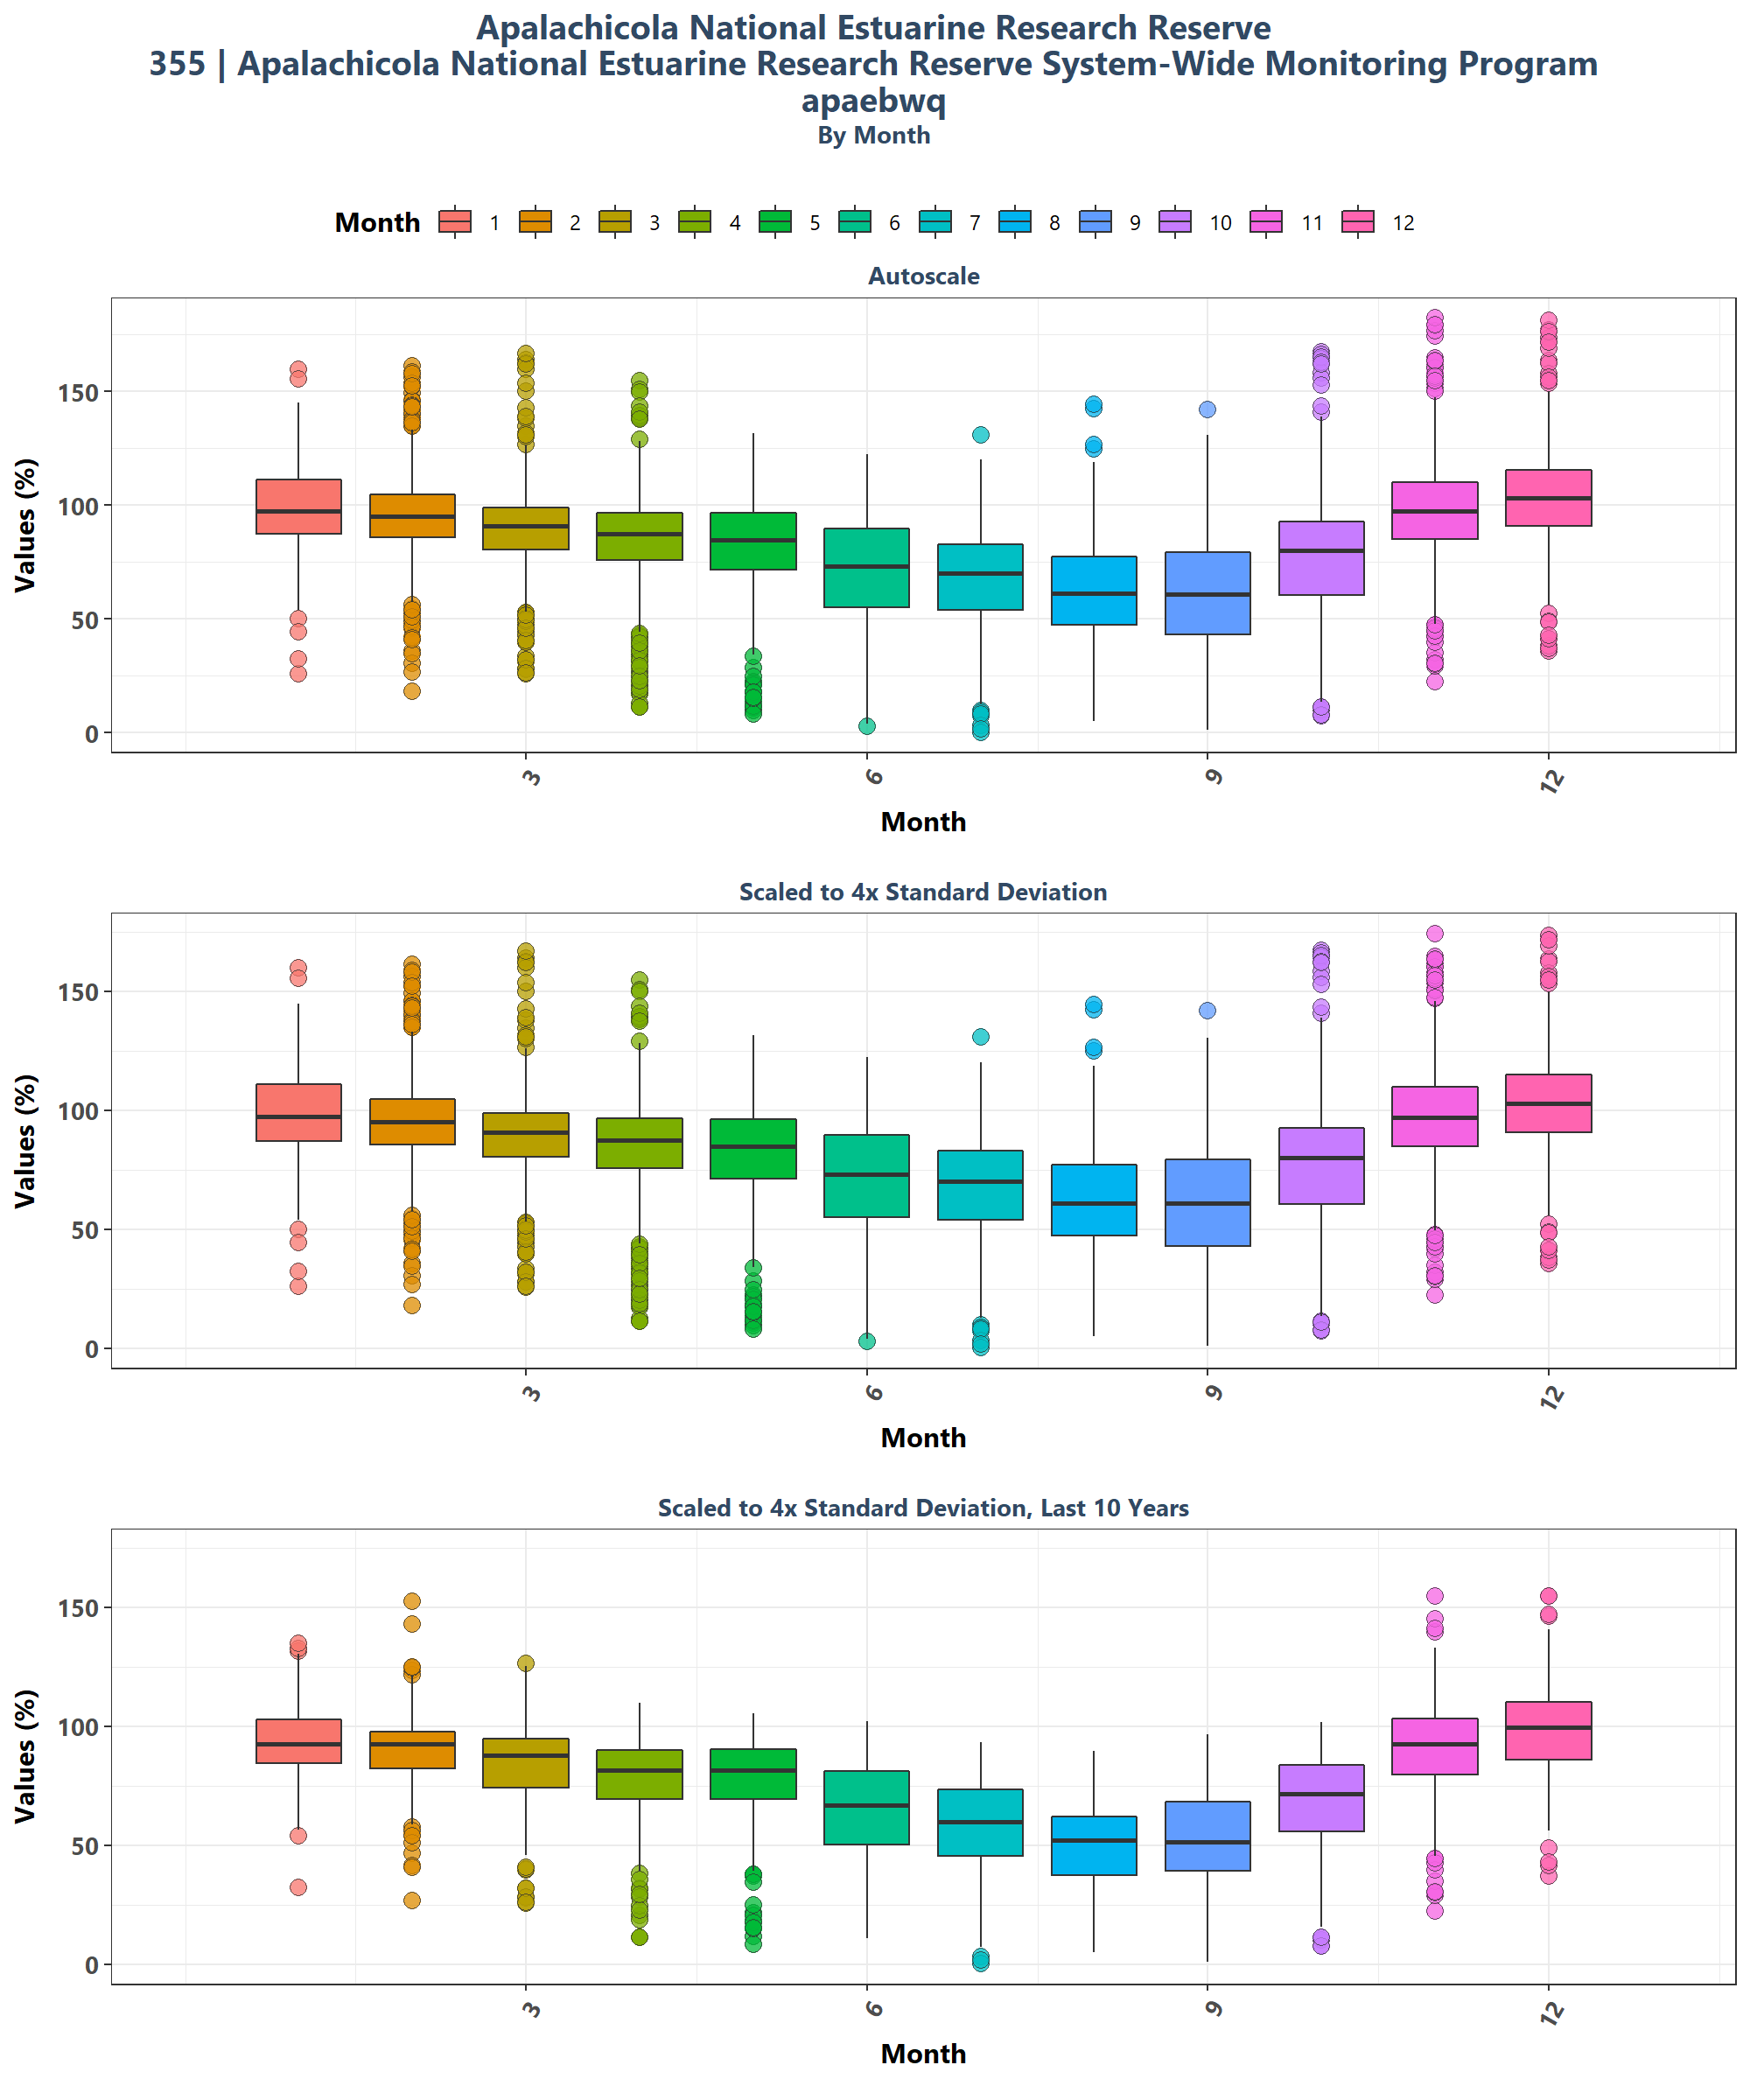 Apalachicola National Estuarine Research Reserve
355 | Apalachicola National Estuarine Research Reserve System-Wide Monitoring Program
apaebwq
By Month
Month 1 2 3 4 5 6 7 8 9 10 11 12
Autoscale
Values (%)
150
100
50
0
3 6 9 12
Month
Scaled to 4x Standard Deviation
Values (%)
150
100
50
0
3 6 9 12
Month
Scaled to 4x Standard Deviation, Last 10 Years
Values (%)
150
100
50
0
3 6 9 12
Month